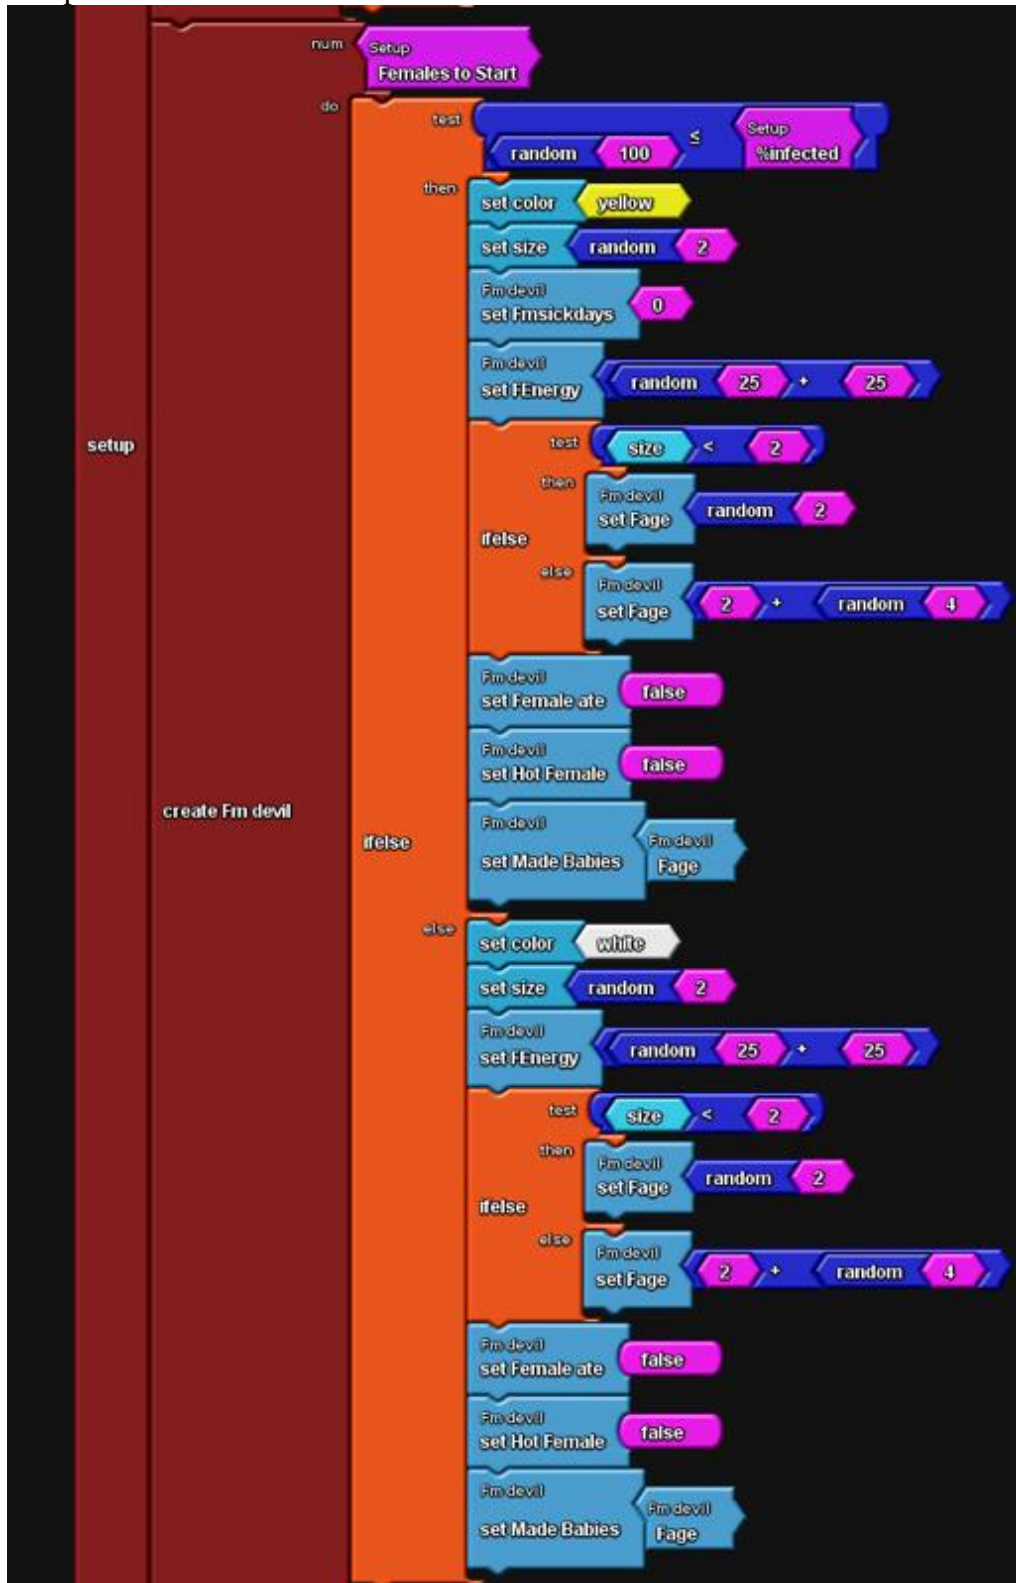 num Setup
Females to Start
do
test random 100 ≤ Setup
%infected
then set color yellow
set size random 2
Fm devil
set Fmsickdays 0
Fm devil
set FEnergy random 25 + 25
setup
ifelse
test size < 2
then Fm devil
set Fage random 2
else Fm devil
set Fage 2 + random 4
Fm devil
set Female ate false
Fm devil
set Hot Female false
create Fm devil
ifelse
Fm devil
set Made Babies Fm devil
Fage
else set color white
set size random 2
Fm devil
set FEnergy random 25 + 25
ifelse
test size < 2
then Fm devil
set Fage random 2
else Fm devil
set Fage 2 + random 4
Fm devil
set Female ate false
Fm devil
set Hot Female false
Fm devil
set Made Babies Fm devil
Fage